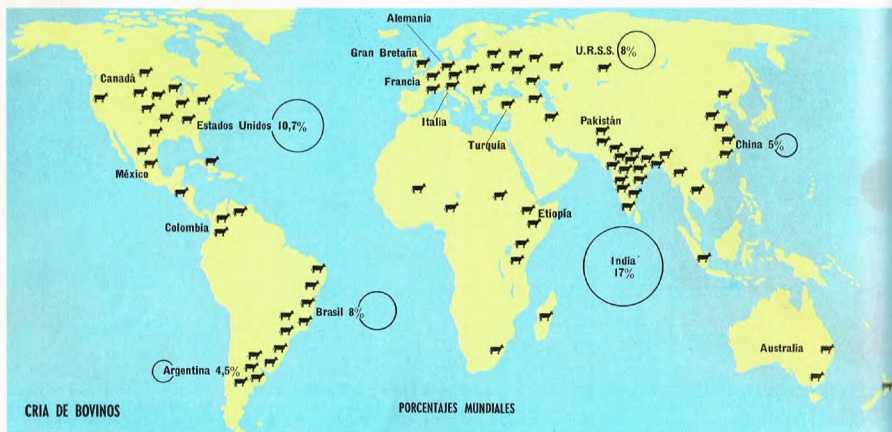 Alemania
Gran Bretaña
U.R.S.S. 8%
Canadá
Francia
Estados Unidos 10,7%
Italia
Pakistán
Turquía
China 5%
México
Colombia
Etiopía
India
17%
Brasil 8%
Australia
Argentina 4,5%
CRIA DE BOVINOS
PORCENTAJES MUNDIALES